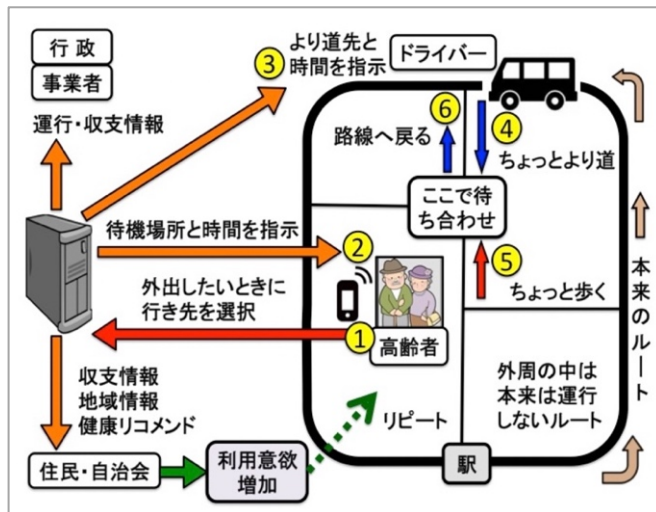 行 政
事業者
運行・収支情報
③
より道先と
時間を指示
ドライバー
⑥
路線へ戻る
④
ちょっとより道
ここで待
ち合わせ
待機場所と時間を指示
②
外出したいときに
行き先を選択
①
高齢者
⑤
ちょっと歩く
本来のルート
収支情報
地域情報
健康リコメンド
リピート
外周の中は
本来は運行
しないルート
住民・自治会
利用意欲
増加
駅